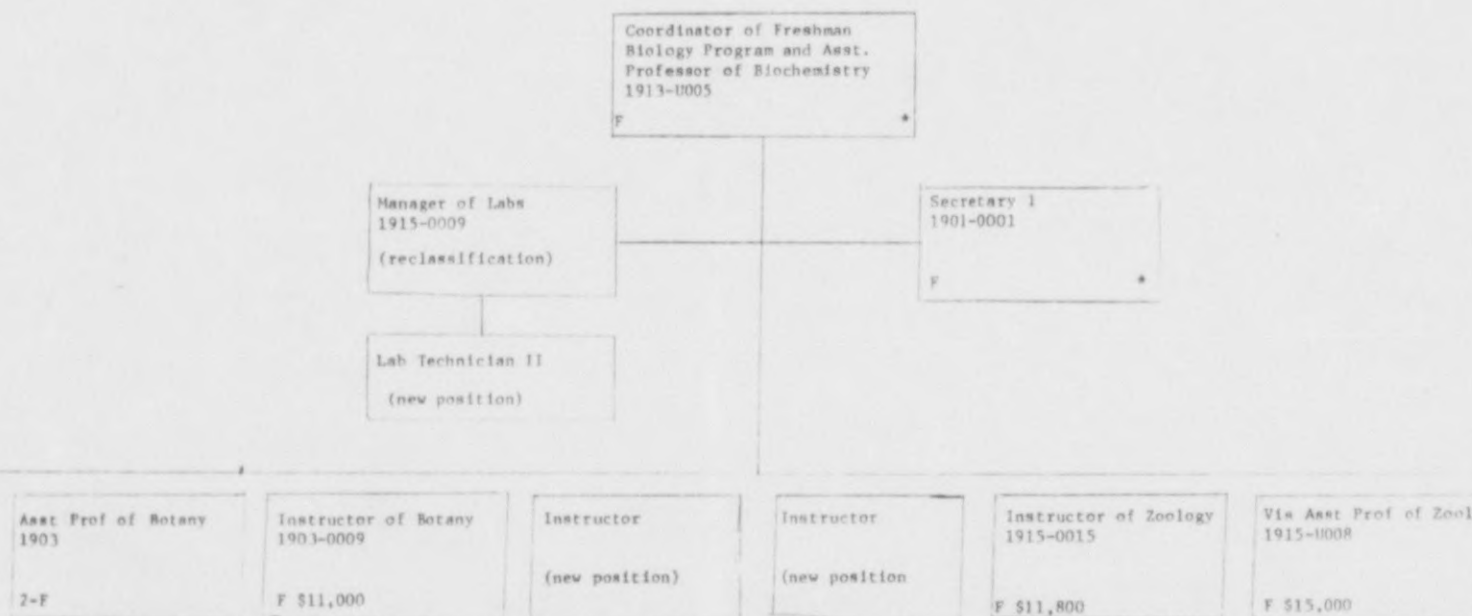 Coordinator of Freshman
Biology Program and Asst.
Professor of Biochemistry
1913-U005
F *
Manager of Labs
1915-0009
(reclassification)
Secretary 1
1901-0001
F *
Lab Technician II
(new position)
Asst Prof of Botany
1903
2-F
Instructor of Botany
1903-0009
F $11,000
Instructor
(new position)
Instructor
(new position
Instructor of Zoology
1915-0015
F $11,800
Vis Asst Prof of Zool
1915-U008
F $15,000